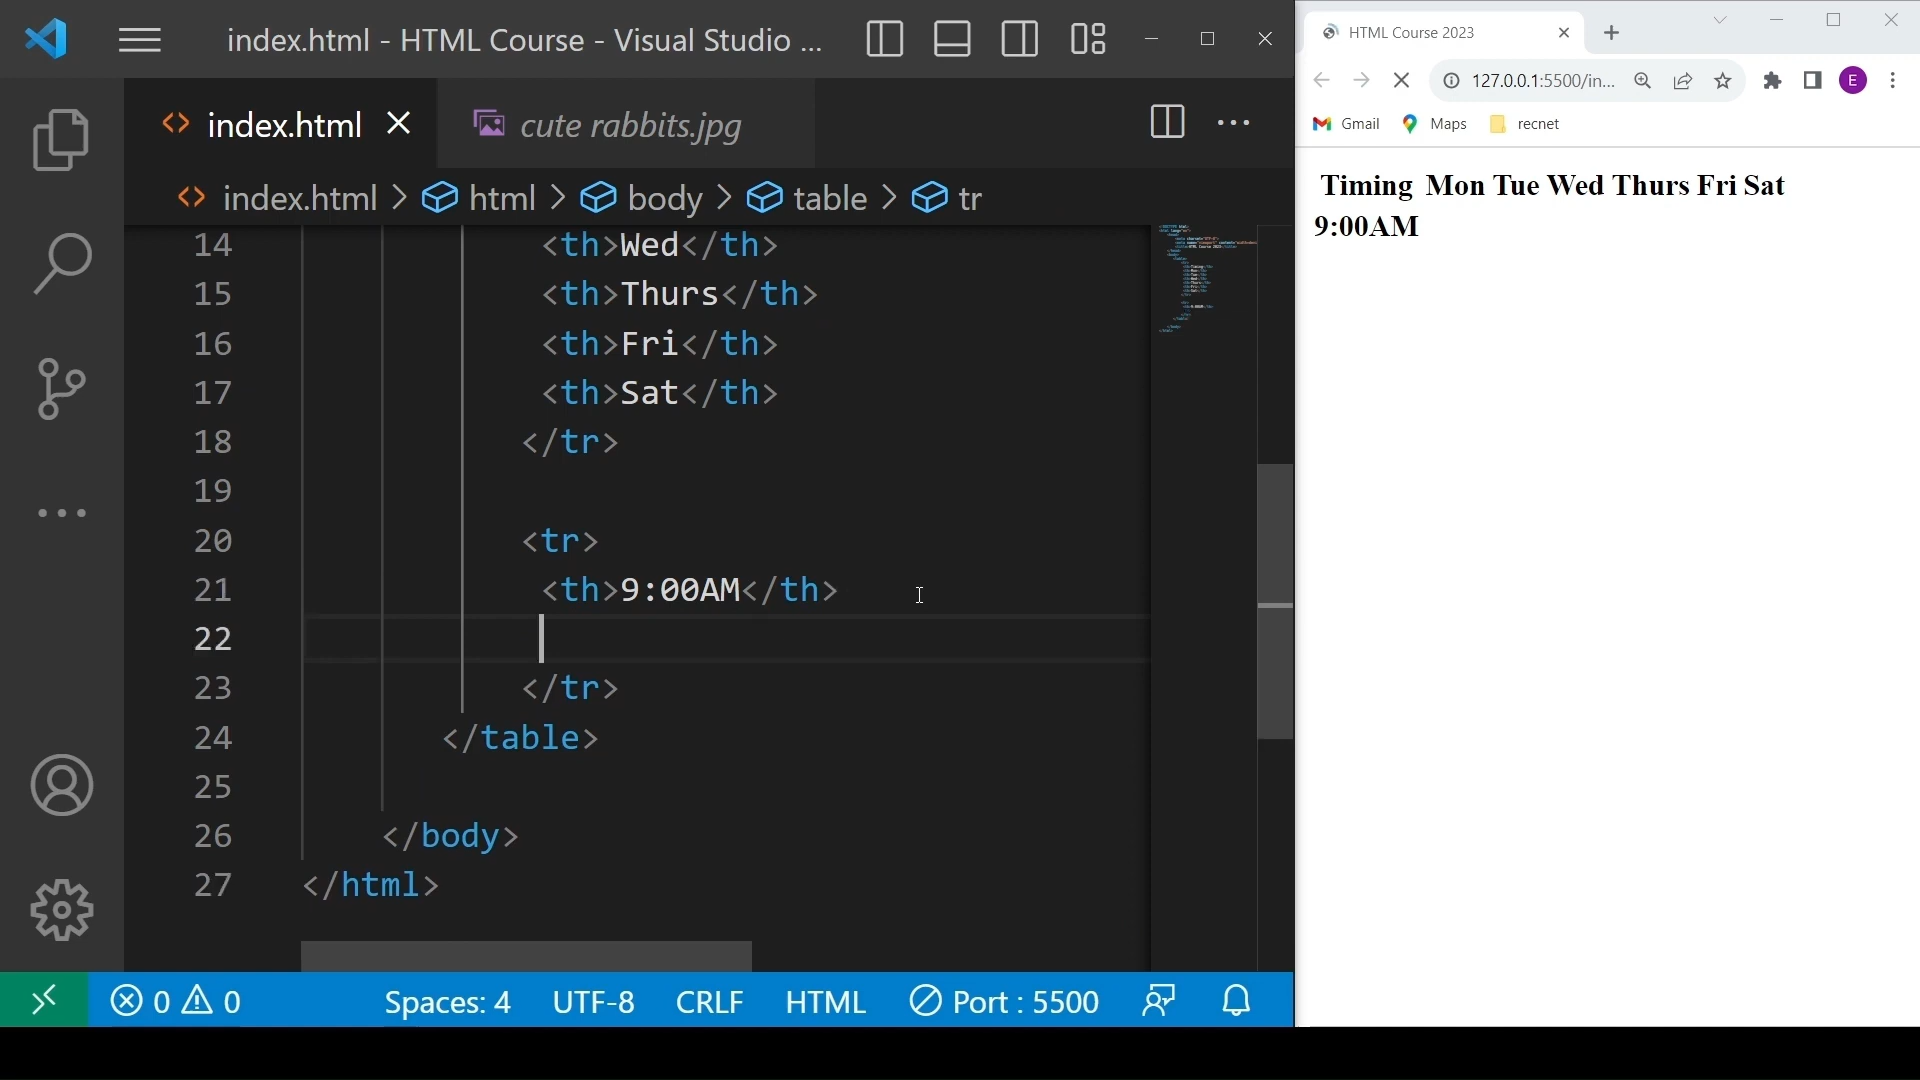 index.html - HTML Course - Visual Studio ...
index.html
cute rabbits.jpg
index.html > html > body > table > tr
14 <th>Wed</th>
15 <th>Thurs</th>
16 <th>Fri</th>
17 <th>Sat</th>
18 </tr>
19
20 <tr>
21 <th>9:00AM</th>
22
23 </tr>
24 </table>
25
26 </body>
27 </html>
0 0 Spaces: 4 UTF-8 CRLF HTML Port : 5500
HTML Course 2023
127.0.0.1:5500/in... E
Gmail Maps recnet
Timing Mon Tue Wed Thurs Fri Sat
9:00AM